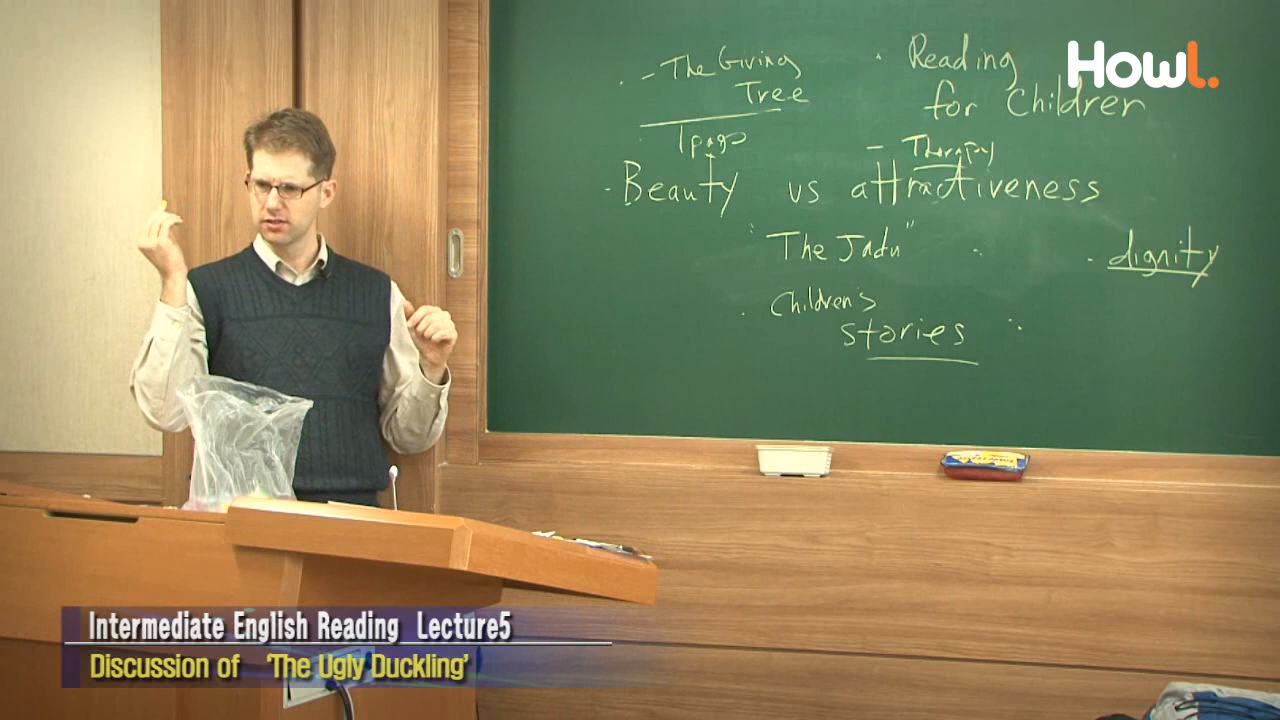 - The Giving
Tree
1 page
· Reading
for Children
- Therapy
· Beauty vs attractiveness
"The Jadu"
· dignity
· Children's
stories
Howl.
Intermediate English Reading Lecture5
Discussion of 'The Ugly Duckling'